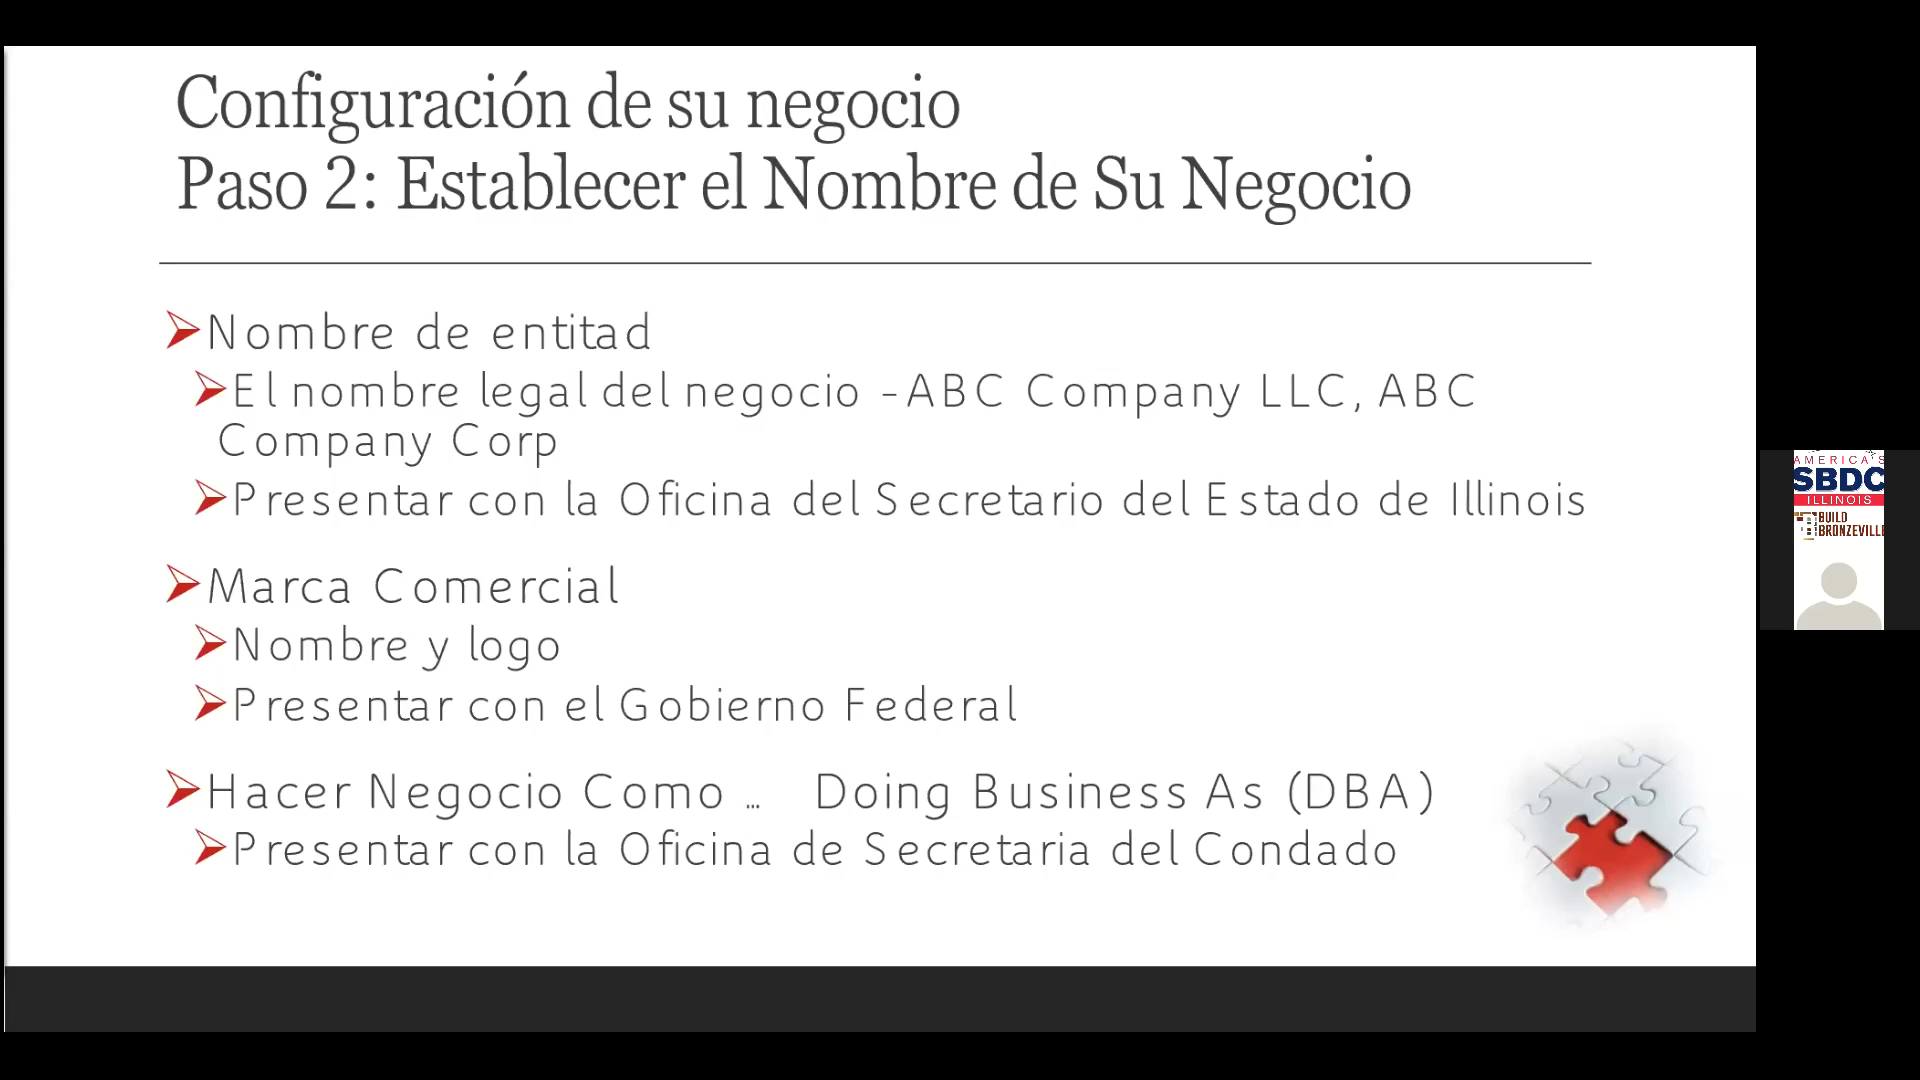 Configuración de su negocio
Paso 2: Establecer el Nombre de Su Negocio
Nombre de entitad
El nombre legal del negocio -ABC Company LLC, ABC
Company Corp
Presentar con la Oficina del Secretario del Estado de Illinois
Marca Comercial
Nombre y logo
Presentar con el Gobierno Federal
Hacer Negocio Como ... Doing Business As (DBA)
Presentar con la Oficina de Secretaria del Condado
AMERICA'S
SBDC
ILLINOIS
BUILD
BRONZEVILLE